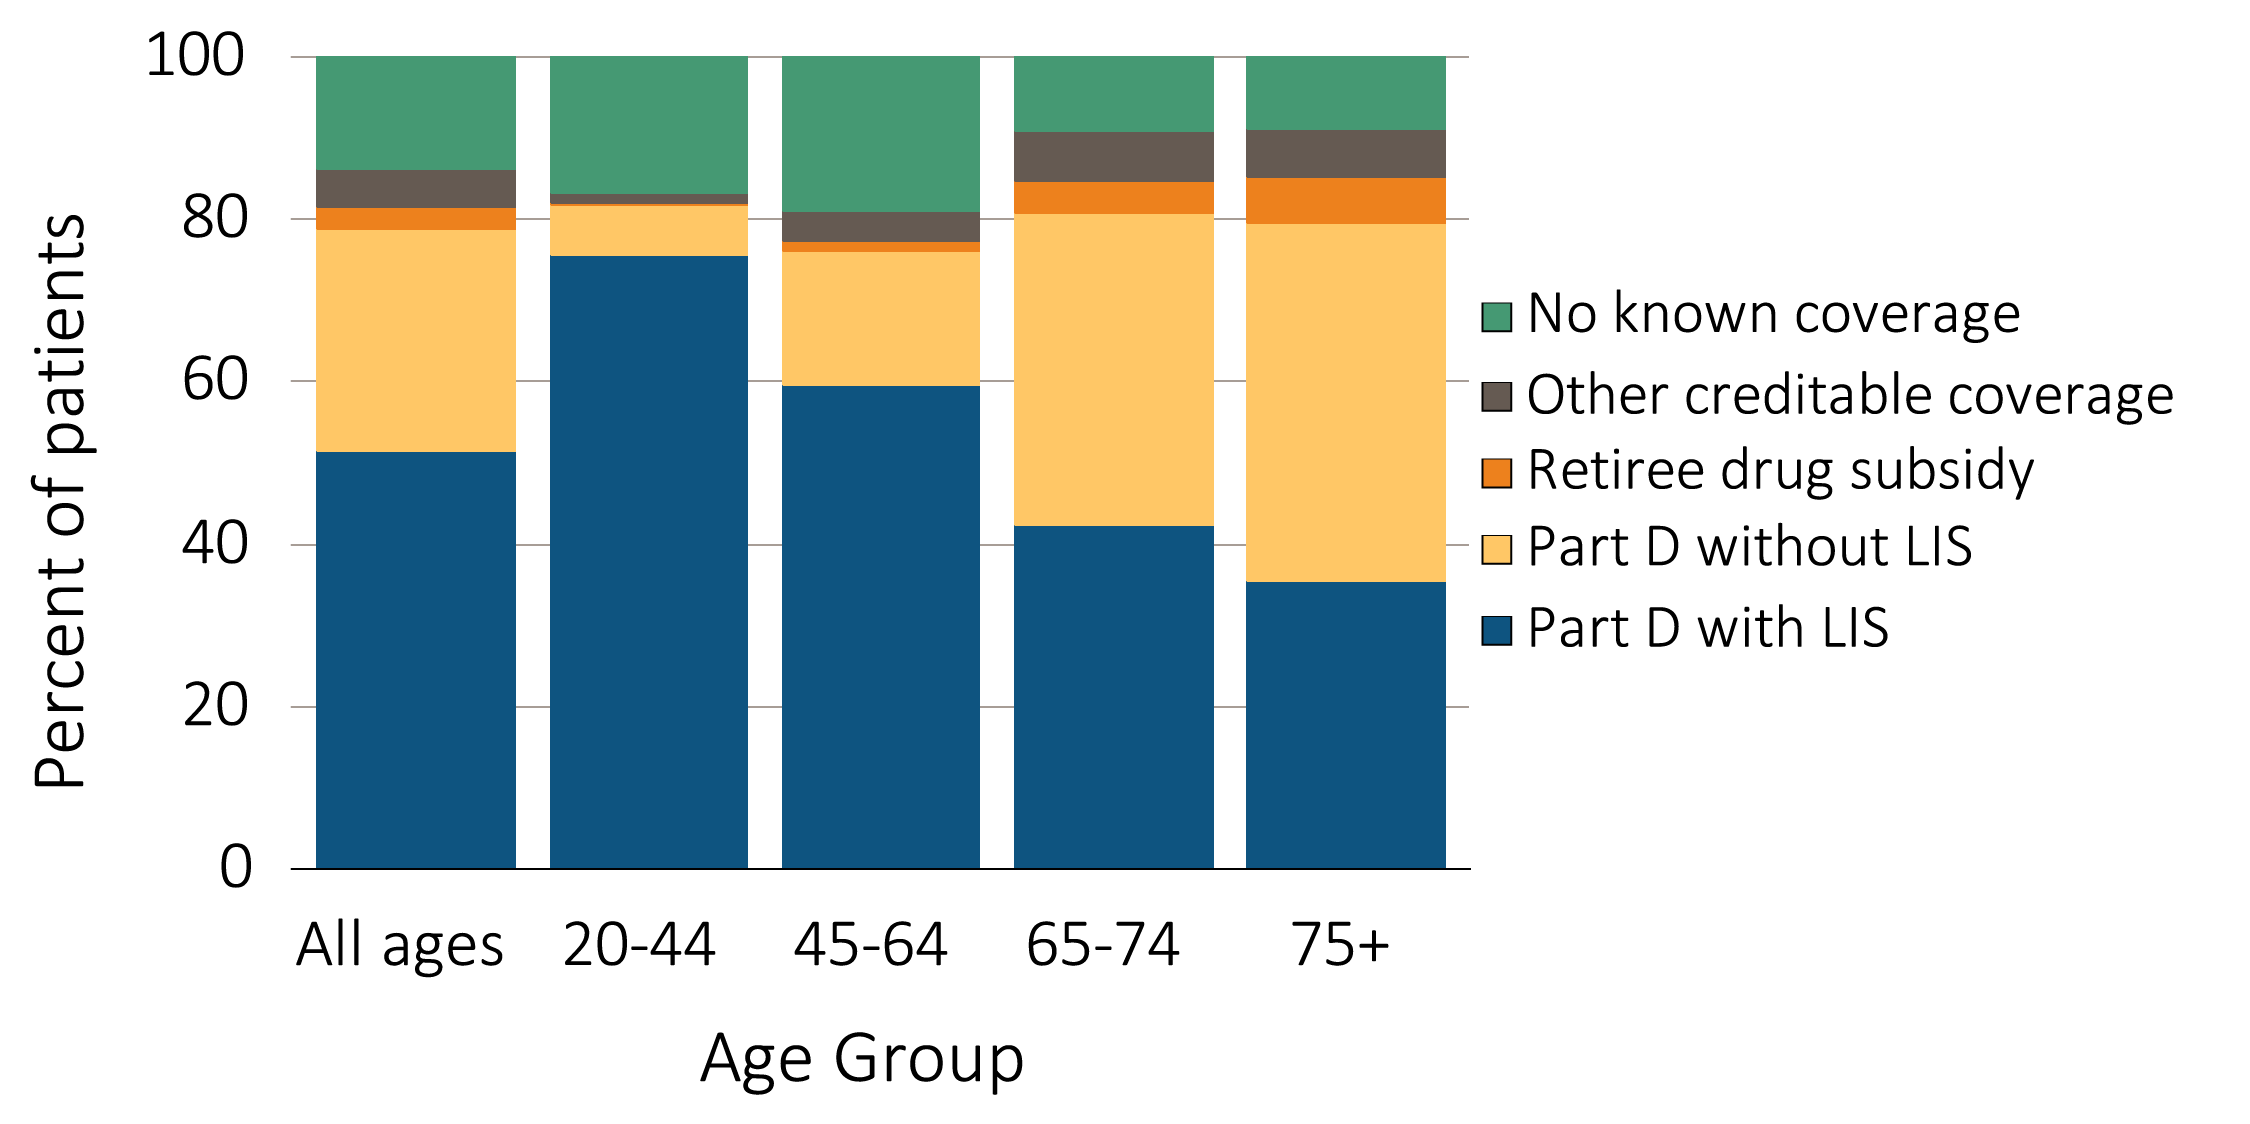 Percent of patients
100
80
60
40
20
0
All ages
20-44
45-64
65-74
75+
Age Group
No known coverage
Other creditable coverage
Retiree drug subsidy
Part D without LIS
Part D with LIS